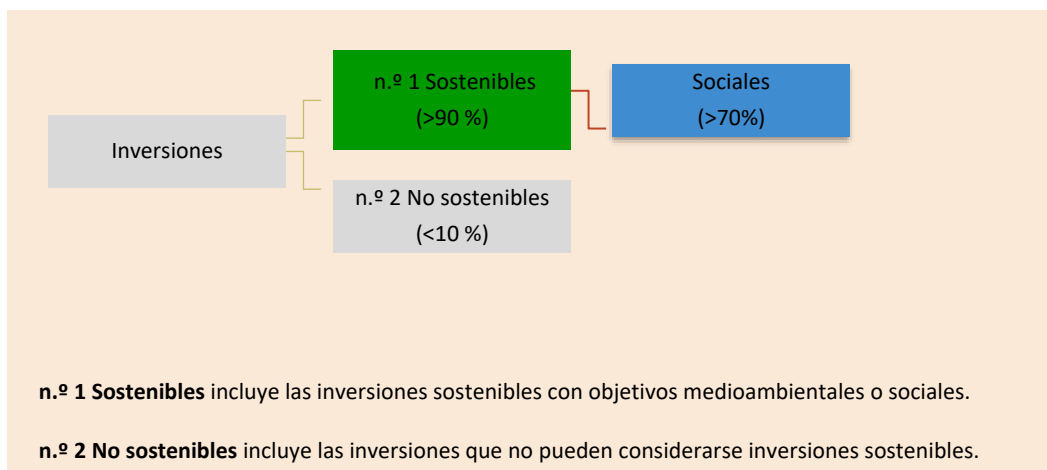 n.º 1 Sostenibles
(>90 %)
Sociales
(>70%)
Inversiones
n.º 2 No sostenibles
(<10 %)
n.º 1 Sostenibles incluye las inversiones sostenibles con objetivos medioambientales o sociales.
n.º 2 No sostenibles incluye las inversiones que no pueden considerarse inversiones sostenibles.